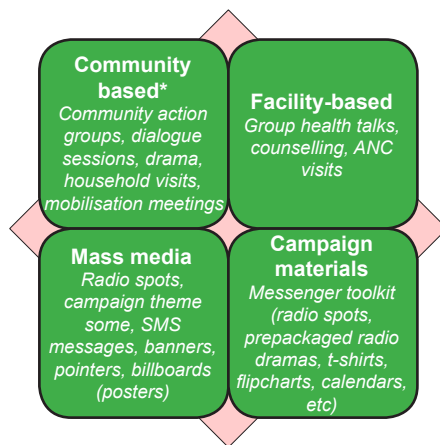 Community
based*
Community action
groups, dialogue
sessions, drama,
household visits,
mobilisation meetings
Facility-based
Group health talks,
counselling, ANC
visits
Mass media
Radio spots,
campaign theme
some, SMS
messages, banners,
pointers, billboards
(posters)
Campaign
materials
Messenger toolkit
(radio spots,
prepackaged radio
dramas, t-shirts,
flipcharts, calendars,
etc)